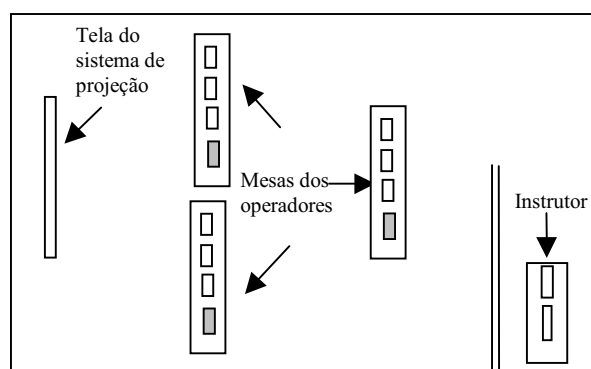 Tela do
sistema de
projeção
Mesas dos
operadores
Instrutor